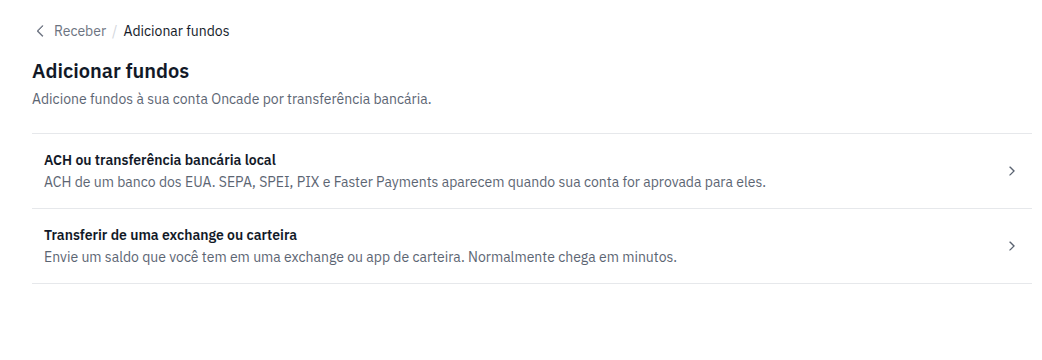 Receber / Adicionar fundos
Adicionar fundos
Adicione fundos à sua conta Oncade por transferência bancária.
ACH ou transferência bancária local
ACH de um banco dos EUA. SEPA, SPEI, PIX e Faster Payments aparecem quando sua conta for aprovada para eles.
Transferir de uma exchange ou carteira
Envie um saldo que você tem em uma exchange ou app de carteira. Normalmente chega em minutos.